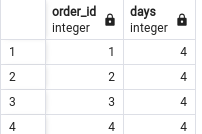 order_id days
integer integer
1 1 4
2 2 4
3 3 4
4 4 4